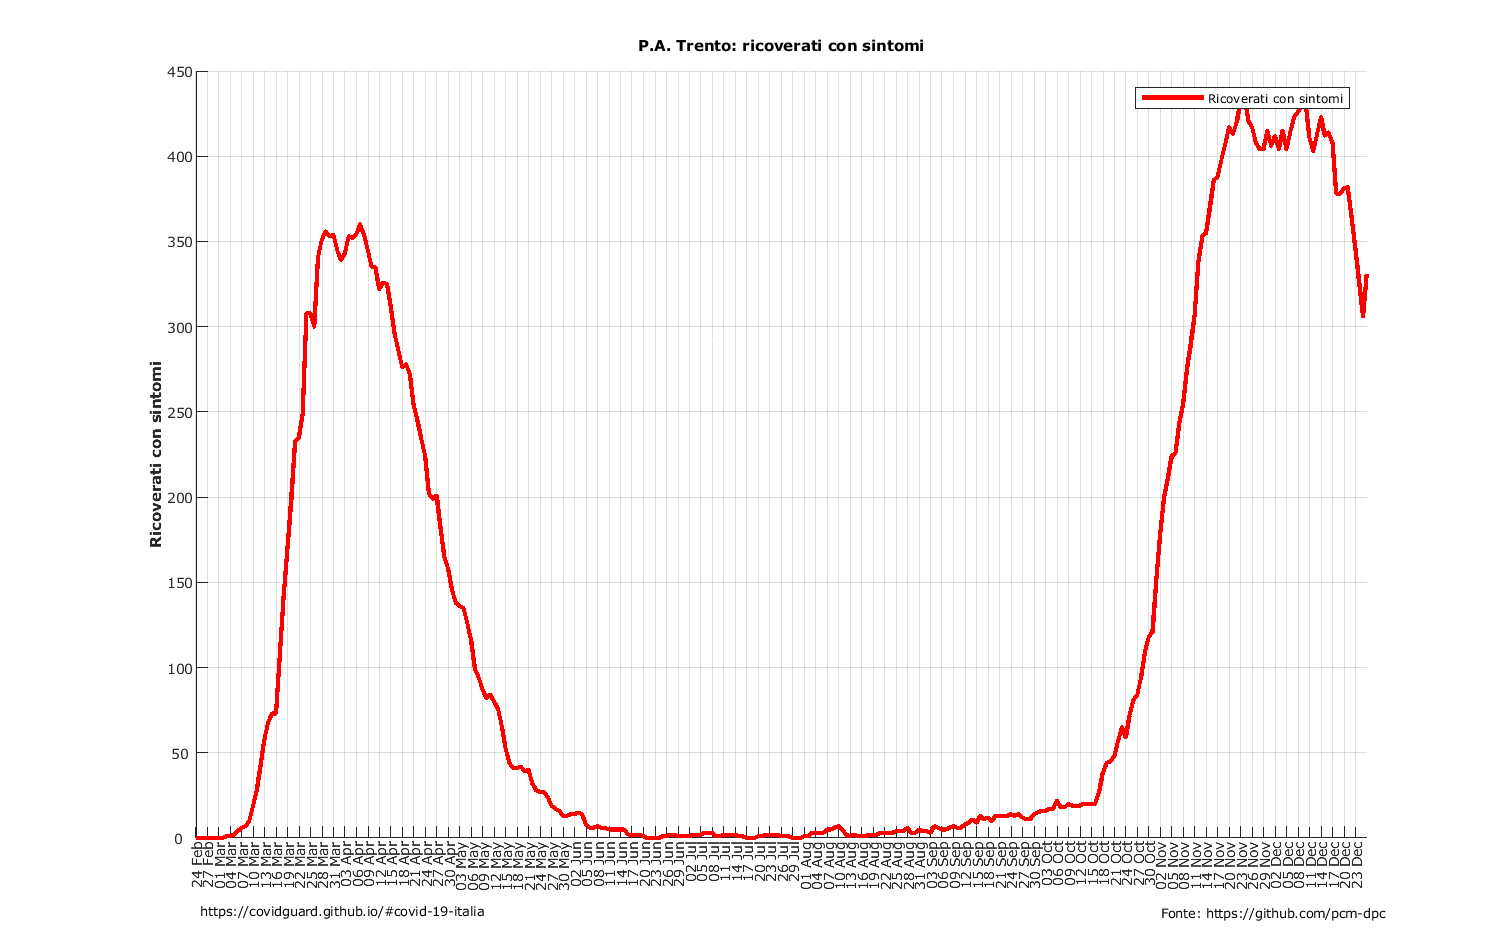 P.A. Trento: ricoverati con sintomi
Ricoverati con sintomi
Ricoverati con sintomi
450
400
350
300
250
200
150
100
50
0
24 Feb
27 Feb
01 Mar
04 Mar
07 Mar
10 Mar
13 Mar
16 Mar
19 Mar
22 Mar
25 Mar
28 Mar
31 Mar
03 Apr
06 Apr
09 Apr
12 Apr
15 Apr
18 Apr
21 Apr
24 Apr
27 Apr
30 Apr
03 May
06 May
09 May
12 May
15 May
18 May
21 May
24 May
27 May
30 May
02 Jun
05 Jun
08 Jun
11 Jun
14 Jun
17 Jun
20 Jun
23 Jun
26 Jun
29 Jun
02 Jul
05 Jul
08 Jul
11 Jul
14 Jul
17 Jul
20 Jul
23 Jul
26 Jul
29 Jul
01 Aug
04 Aug
07 Aug
10 Aug
13 Aug
16 Aug
19 Aug
22 Aug
25 Aug
28 Aug
31 Aug
03 Sep
06 Sep
09 Sep
12 Sep
15 Sep
18 Sep
21 Sep
24 Sep
27 Sep
30 Sep
03 Oct
06 Oct
09 Oct
12 Oct
15 Oct
18 Oct
21 Oct
24 Oct
27 Oct
30 Oct
02 Nov
05 Nov
08 Nov
11 Nov
14 Nov
17 Nov
20 Nov
23 Nov
26 Nov
29 Nov
02 Dec
05 Dec
08 Dec
11 Dec
14 Dec
17 Dec
20 Dec
23 Dec
https://covidguard.github.io/#covid-19-italia
Fonte: https://github.com/pcm-dpc